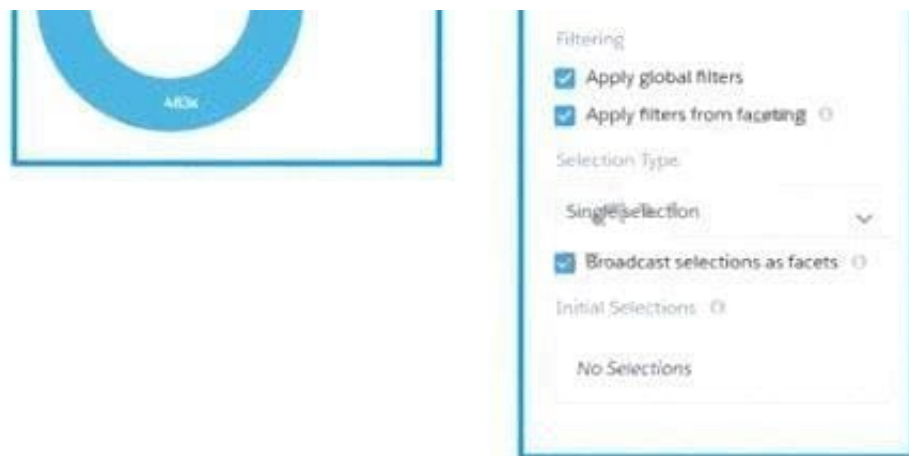 483K
Filtering
Apply global filters
Apply filters from faceting
Selection Type
Single selection
Broadcast selections as facets
Initial Selections
No Selections